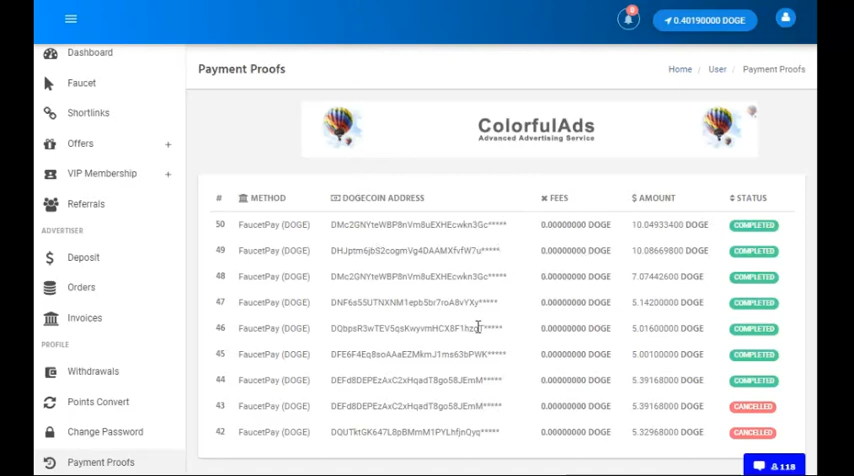 8
0.40190000 DOGE
Dashboard
Faucet
Shortlinks
Offers +
VIP Membership +
Referrals
ADVERTISER
Deposit
Orders
Invoices
PROFILE
Withdrawals
Points Convert
Change Password
Payment Proofs
Payment Proofs
Home / User / Payment Proofs
ColorfulAds
Advanced Advertising Service
# METHOD DOGECOIN ADDRESS FEES AMOUNT STATUS
50 FaucetPay (DOGE) DMc2GNYteWBP8nVm8uEXHEcwkn3Gc***** 0.00000000 DOGE 10.04933400 DOGE COMPLETED
49 FaucetPay (DOGE) DHJptm6jbS2cogmVg4DAAMXfvfW7u***** 0.00000000 DOGE 10.08669800 DOGE COMPLETED
48 FaucetPay (DOGE) DMc2GNYteWBP8nVm8uEXHEcwkn3Gc***** 0.00000000 DOGE 7.07442600 DOGE COMPLETED
47 FaucetPay (DOGE) DNF6s55UTNXNM1epb5br7roA8vYXy***** 0.00000000 DOGE 5.14200000 DOGE COMPLETED
46 FaucetPay (DOGE) 0.00000000 DOGE 5.01600000 DOGE COMPLETED
45 FaucetPay (DOGE) DFE6F4Eq8soAAaEZMkmJ1ms63bPWK***** 0.00000000 DOGE 5.00100000 DOGE COMPLETED
44 FaucetPay (DOGE) DEFd8DEPEzAxC2xHqadT8go58JEmM***** 0.00000000 DOGE 5.39168000 DOGE COMPLETED
43 FaucetPay (DOGE) DEFd8DEPEzAxC2xHqadT8go58JEmM***** 0.00000000 DOGE 5.39168000 DOGE CANCELLED
42 FaucetPay (DOGE) DQUTktGK647L8pBMmM1PYLhfjnQyq***** 0.00000000 DOGE 5.32968000 DOGE CANCELLED
118